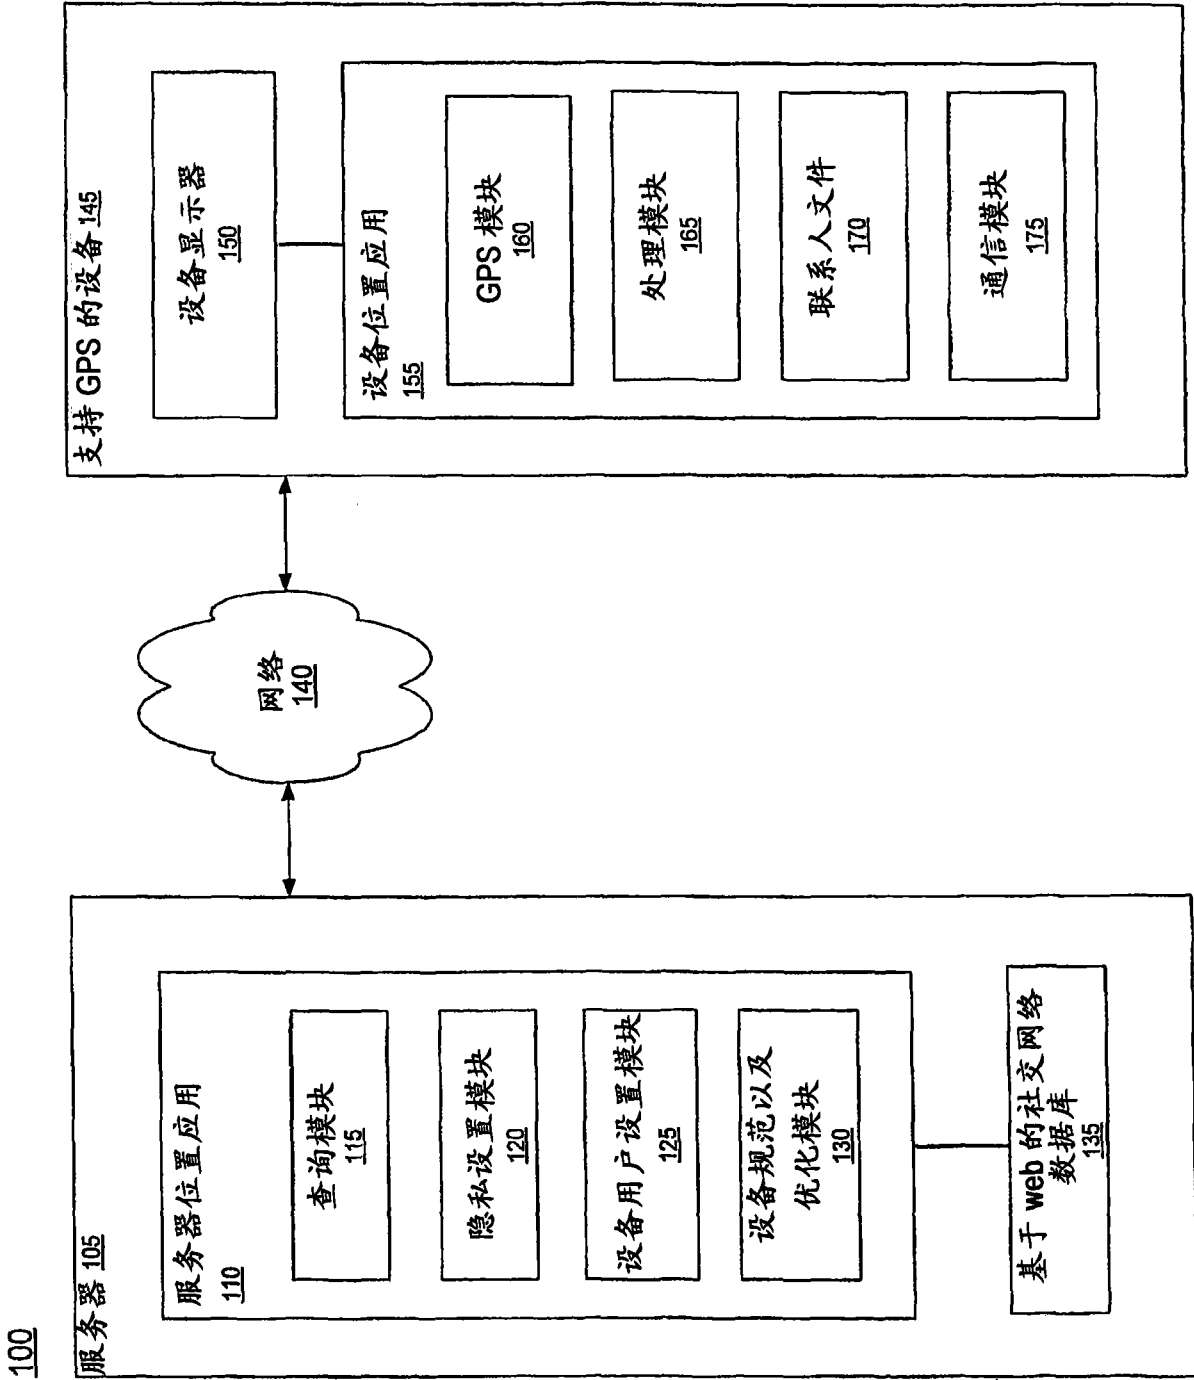 100
服务器 105
服务器位置应用
110
查询模块
115
隐私设置模块
120
设备用户设置模块
125
设备规范以及
优化模块
130
基于 web 的社交网络
数据库
135
网络
140
支持 GPS 的设备 145
设备显示器
150
设备位置应用
155
GPS 模块
160
处理模块
165
联系人文件
170
通信模块
175